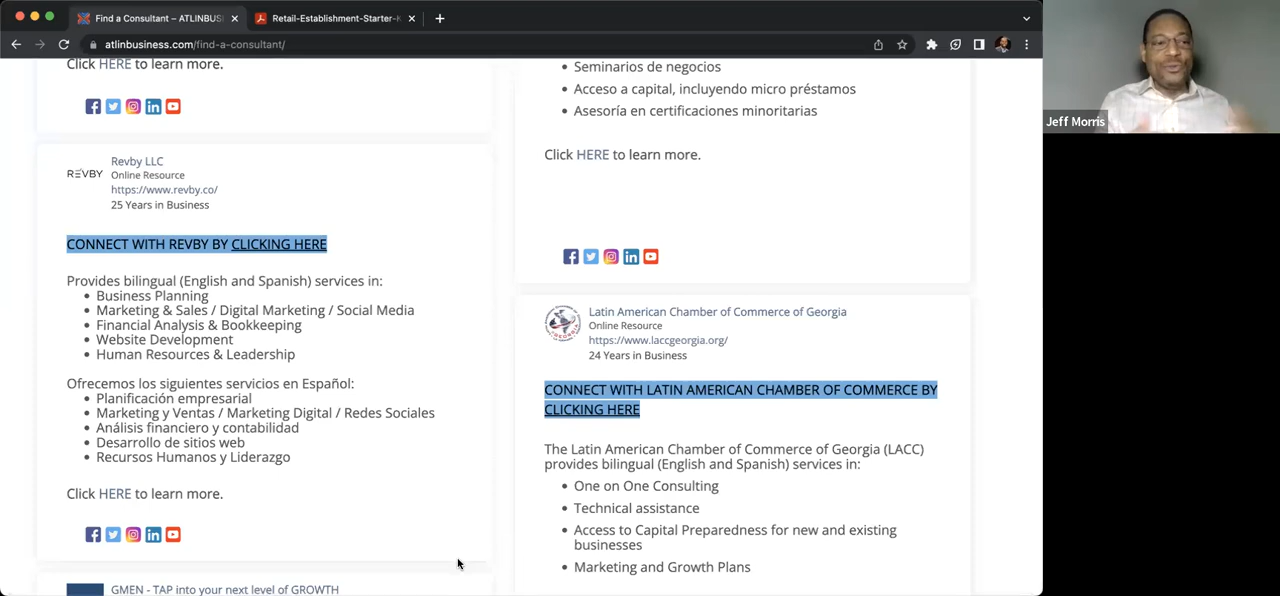 Find a Consultant – ATLINBUSI
Retail-Establishment-Starter-K
atlinbusiness.com/find-a-consultant/
Click HERE to learn more.
REVBY
Revby LLC
Online Resource
https://www.revby.co/
25 Years in Business
CONNECT WITH REVBY BY CLICKING HERE
Provides bilingual (English and Spanish) services in:
Business Planning
Marketing & Sales / Digital Marketing / Social Media
Financial Analysis & Bookkeeping
Website Development
Human Resources & Leadership
Ofrecemos los siguientes servicios en Español:
Planificación empresarial
Marketing y Ventas / Marketing Digital / Redes Sociales
Análisis financiero y contabilidad
Desarrollo de sitios web
Recursos Humanos y Liderazgo
Click HERE to learn more.
GMEN - TAP into your next level of GROWTH
Seminarios de negocios
Acceso a capital, incluyendo micro préstamos
Asesoría en certificaciones minoritarias
Click HERE to learn more.
Latin American Chamber of Commerce of Georgia
Online Resource
https://www.laccgeorgia.org/
24 Years in Business
CONNECT WITH LATIN AMERICAN CHAMBER OF COMMERCE BY
CLICKING HERE
The Latin American Chamber of Commerce of Georgia (LACC)
provides bilingual (English and Spanish) services in:
One on One Consulting
Technical assistance
Access to Capital Preparedness for new and existing
businesses
Marketing and Growth Plans
Jeff Morris